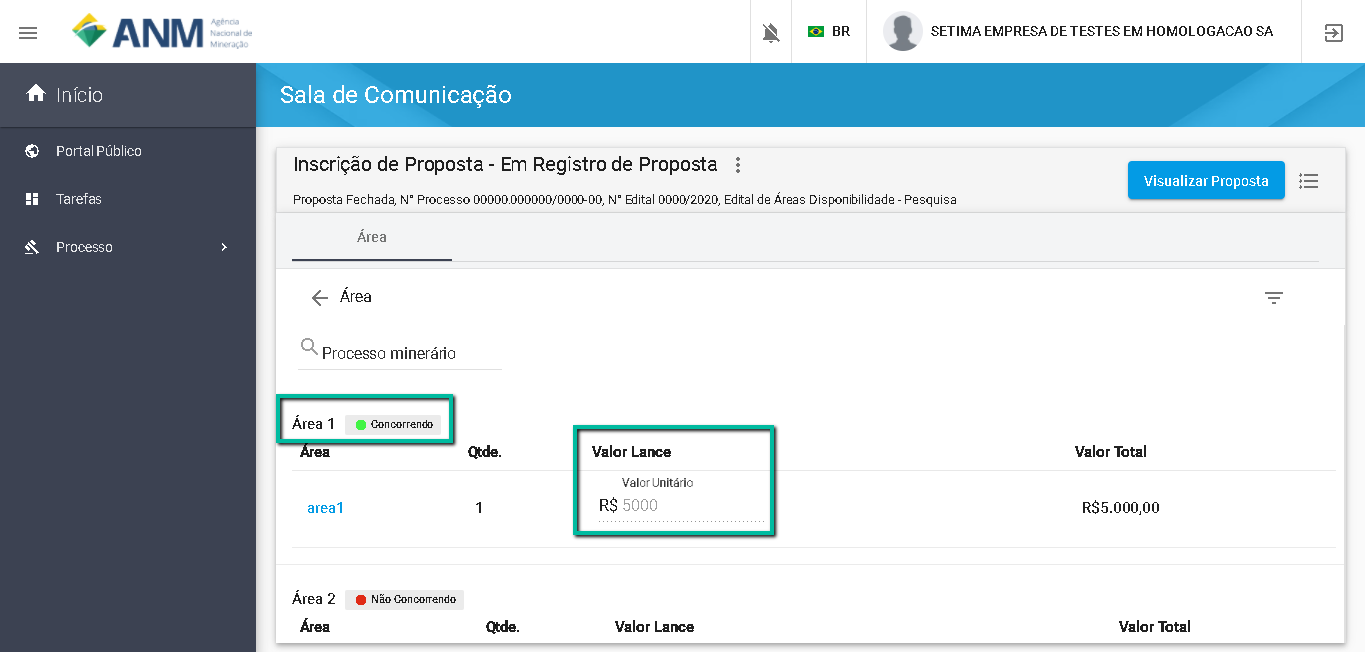 ANM Agência Nacional de Mineração
BR
SETIMA EMPRESA DE TESTES EM HOMOLOGACAO SA
Início
Sala de Comunicação
Portal Público
Tarefas
Processo
Inscrição de Proposta - Em Registro de Proposta
Visualizar Proposta
Proposta Fechada, N° Processo 00000.000000/0000-00, N° Edital 0000/2020, Edital de Áreas Disponibilidade - Pesquisa
Área
Área
Processo minerário
Área 1 Concorrendo
Área Qtde. Valor Lance Valor Total
Valor Unitário
area1 1 R$ 5000 R$5.000,00
Área 2 Não Concorrendo
Área Qtde. Valor Lance Valor Total